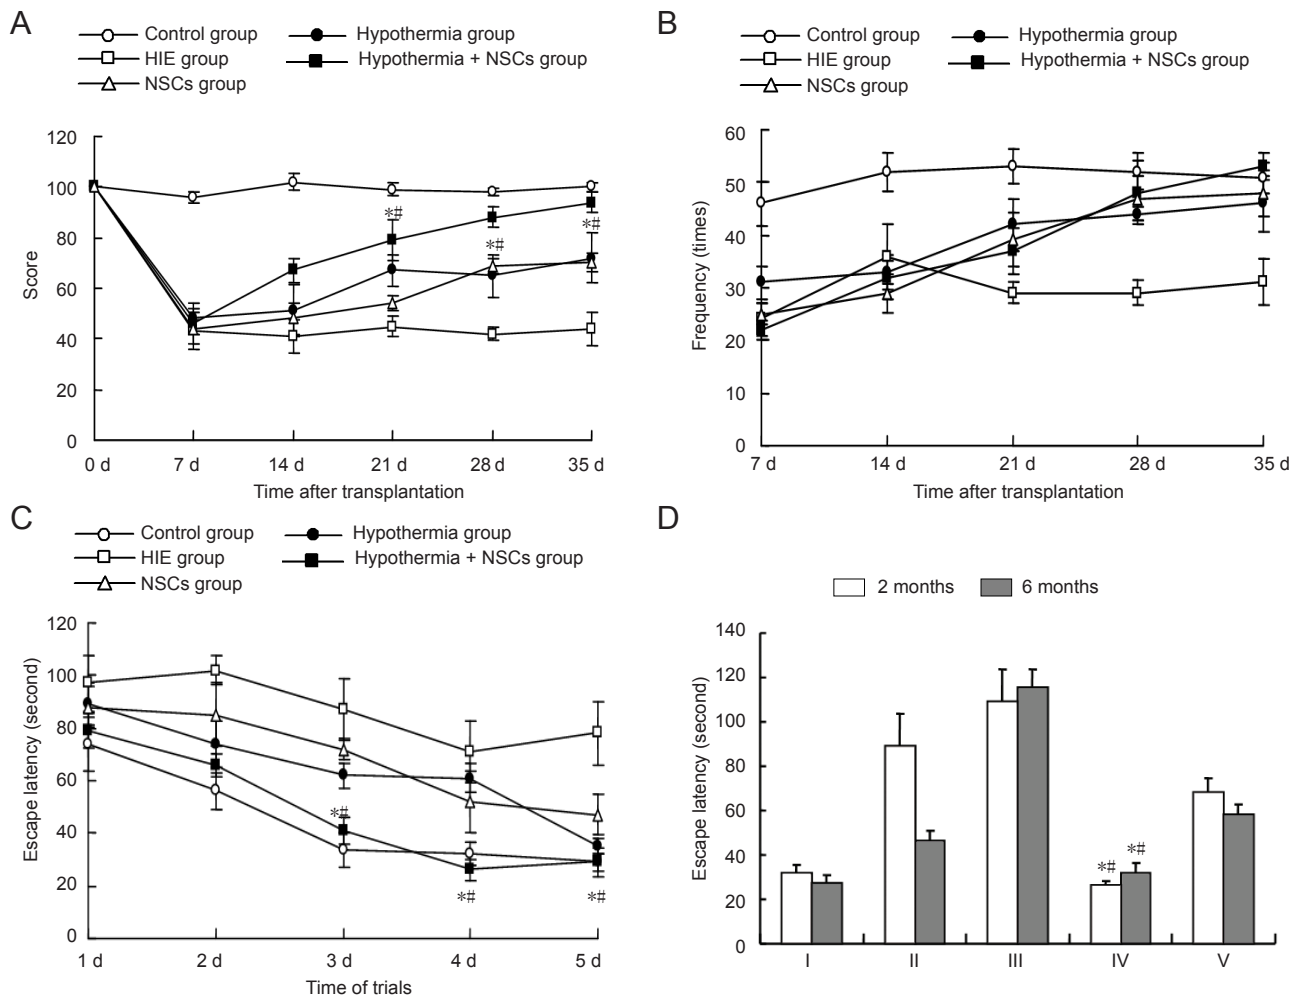 A
Control group
Hypothermia group
HIE group
Hypothermia + NSCs group
NSCs group
Score
120
100
80
60
40
20
0
0 d 7 d 14 d 21 d 28 d 35 d
Time after transplantation
*#
*#
*#
B
Control group
Hypothermia group
HIE group
Hypothermia + NSCs group
NSCs group
Frequency (times)
60
50
40
30
20
10
0
7 d 14 d 21 d 28 d 35 d
Time after transplantation
C
Control group
Hypothermia group
HIE group
Hypothermia + NSCs group
NSCs group
Escape latency (second)
120
100
80
60
40
20
0
*#
*#
*#
1 d 2 d 3 d 4 d 5 d
Time of trials
D
2 months 6 months
Escape latency (second)
140
120
100
80
60
40
20
0
*# *#
I II III IV V